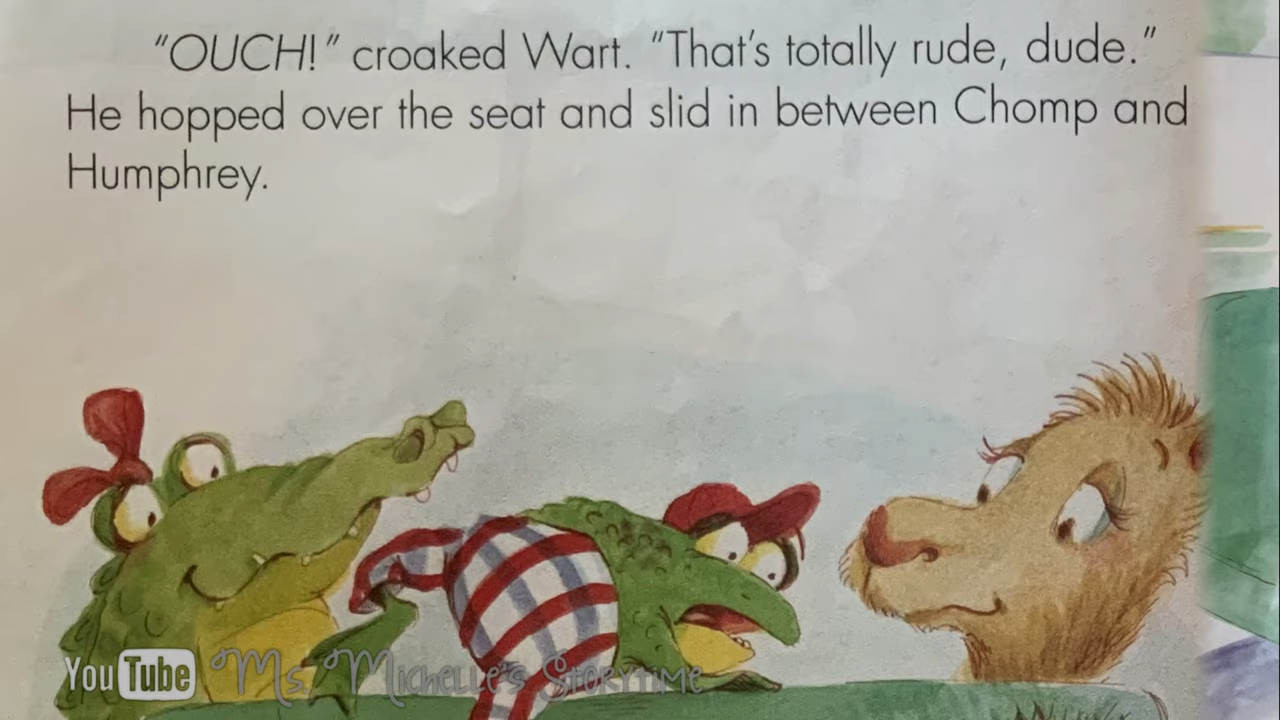 "OUCH!" croaked Wart. "That's totally rude, dude."
He hopped over the seat and slid in between Chomp and
Humphrey.
YouTube Ms. Michelle's Storytime